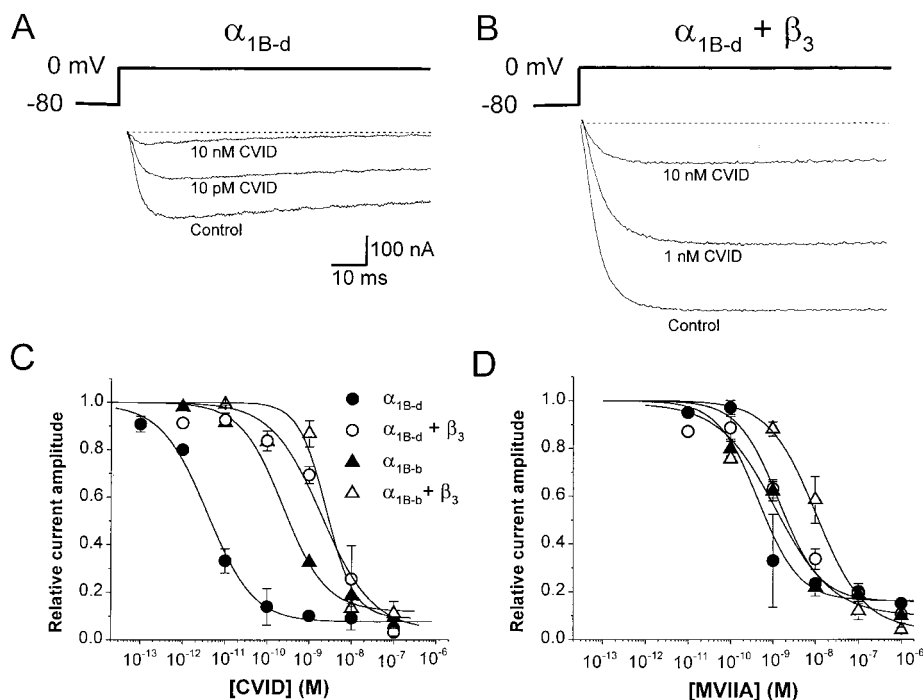 A
α1B-d
0 mV
-80
10 nM CVID
10 pM CVID
Control
100 nA
10 ms
B
α1B-d + β3
0 mV
-80
10 nM CVID
1 nM CVID
Control
C
Relative current amplitude
1.0
0.8
0.6
0.4
0.2
0.0
10⁻¹³ 10⁻¹² 10⁻¹¹ 10⁻¹⁰ 10⁻⁹ 10⁻⁸ 10⁻⁷ 10⁻⁶
[CVID] (M)
α1B-d
α1B-d + β3
α1B-b
α1B-b + β3
D
Relative current amplitude
1.0
0.8
0.6
0.4
0.2
0.0
10⁻¹³ 10⁻¹² 10⁻¹¹ 10⁻¹⁰ 10⁻⁹ 10⁻⁸ 10⁻⁷ 10⁻⁶
[MVIIA] (M)